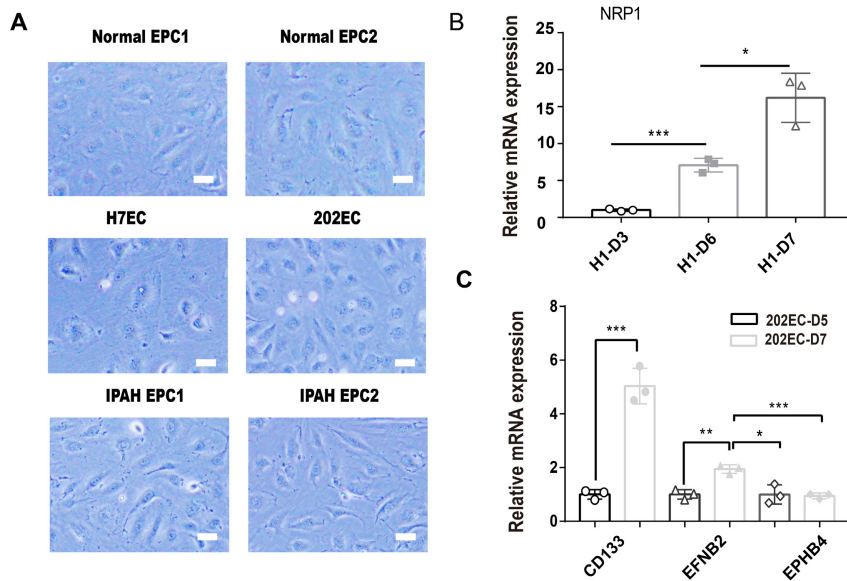 A
Normal EPC1
Normal EPC2
H7EC
202EC
IPAH EPC1
IPAH EPC2
B
NRP1
Relative mRNA expression
25
20
15
10
5
0
***
*
H1-D3
H1-D6
H1-D7
C
Relative mRNA expression
8
6
4
2
0
202EC-D5
202EC-D7
***
**
*
***
CD133
EFNB2
EPHB4